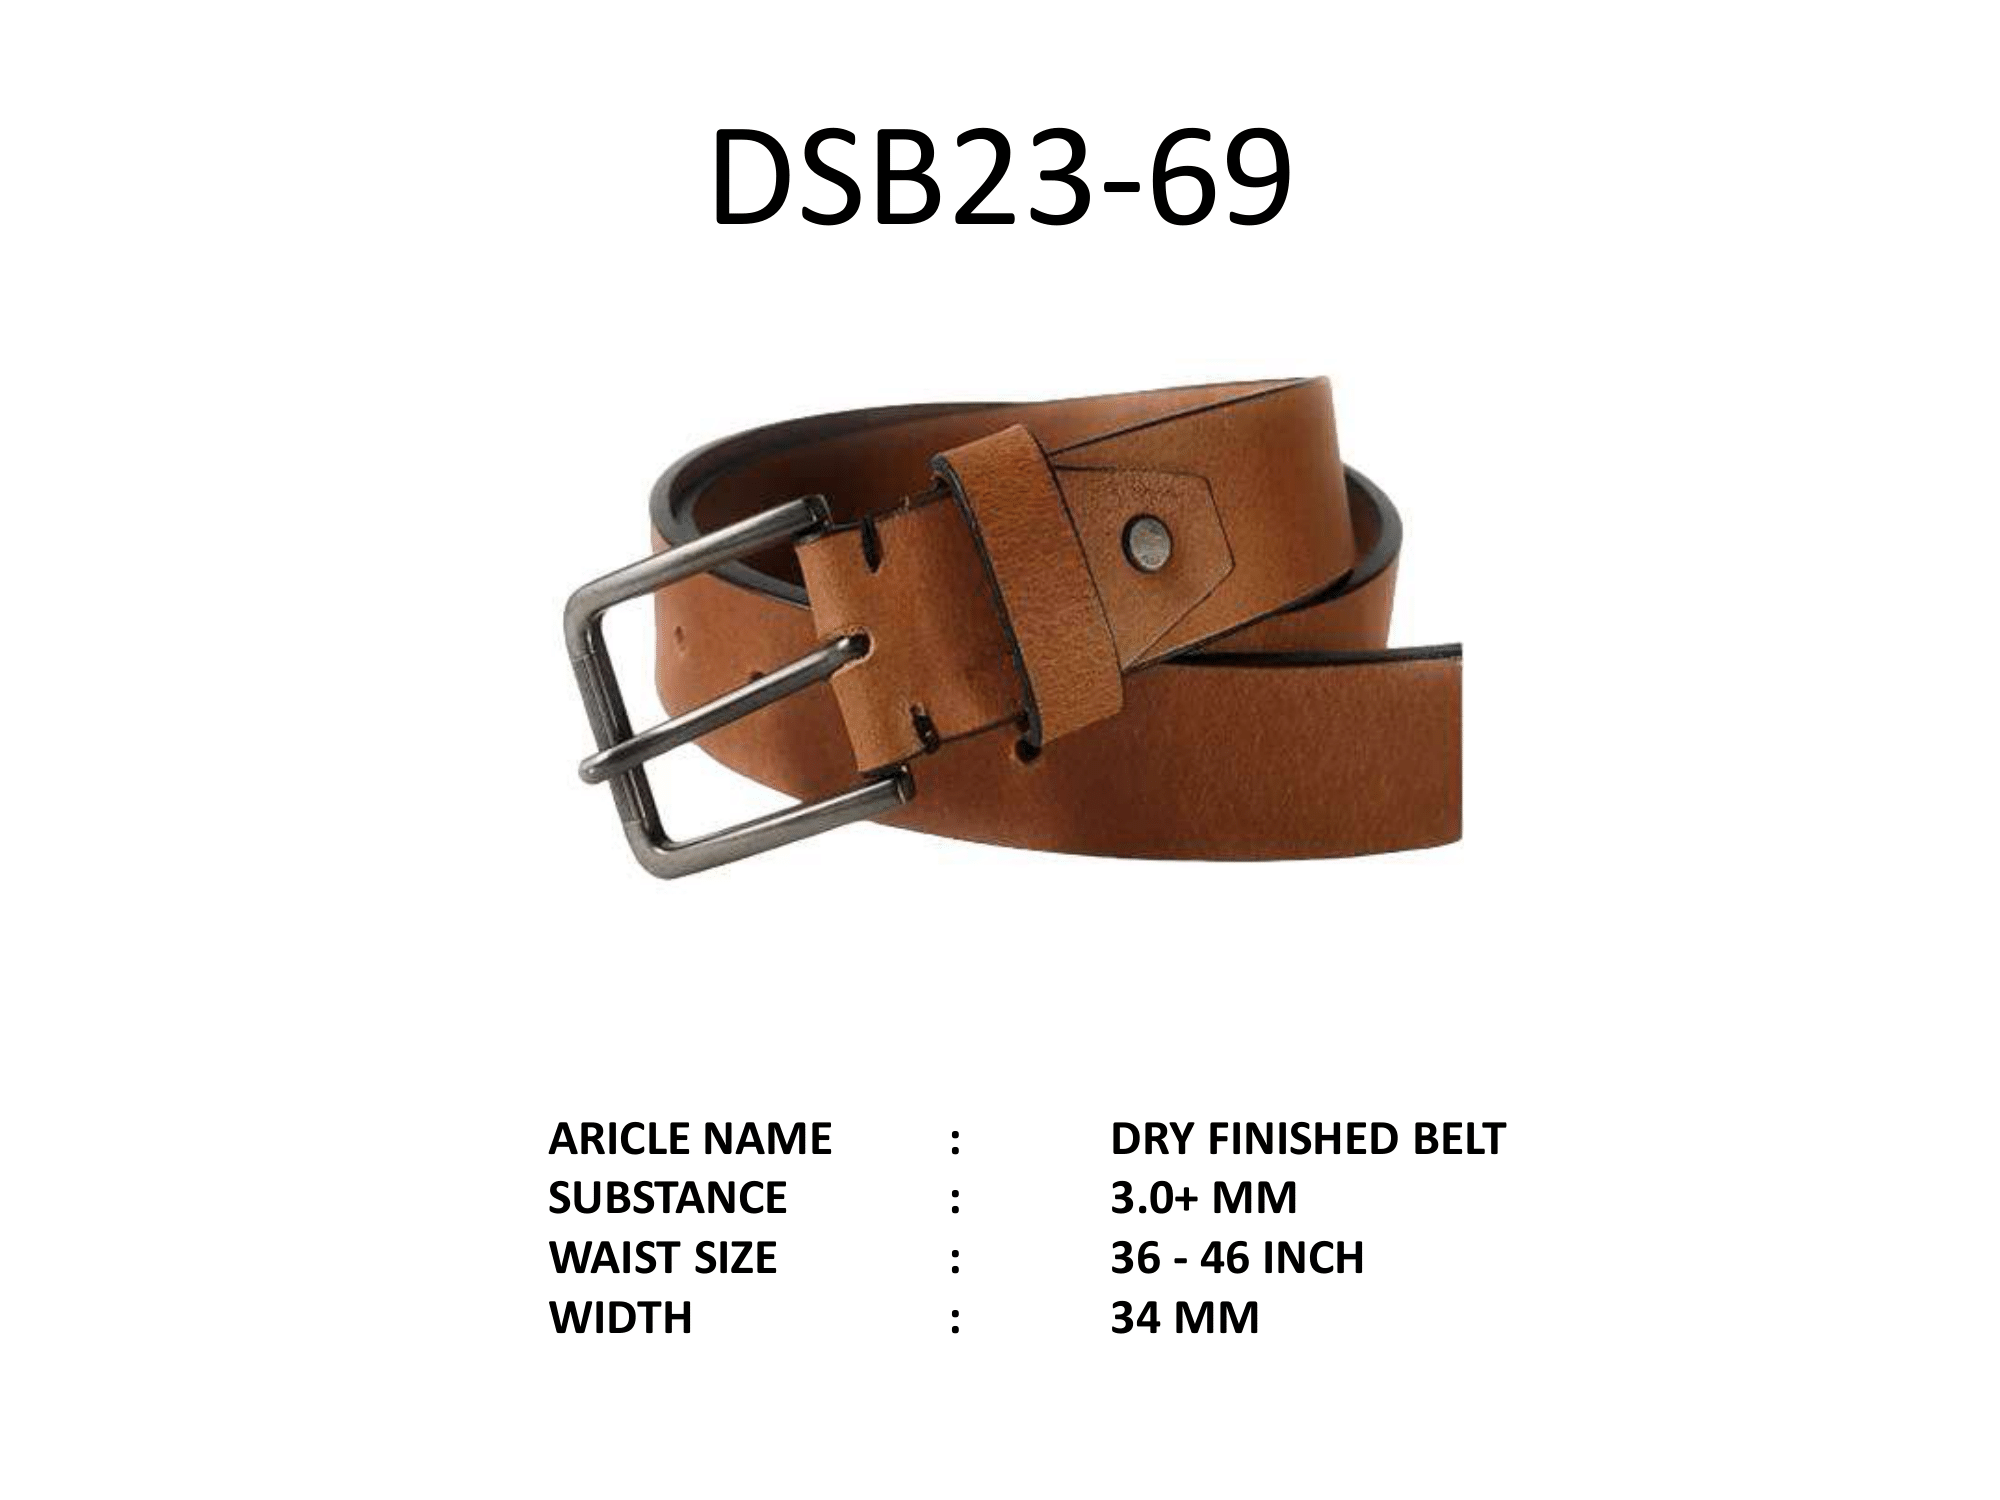 DSB23-69
ARICLE NAME : DRY FINISHED BELT
SUBSTANCE : 3.0+ MM
WAIST SIZE : 36 - 46 INCH
WIDTH : 34 MM